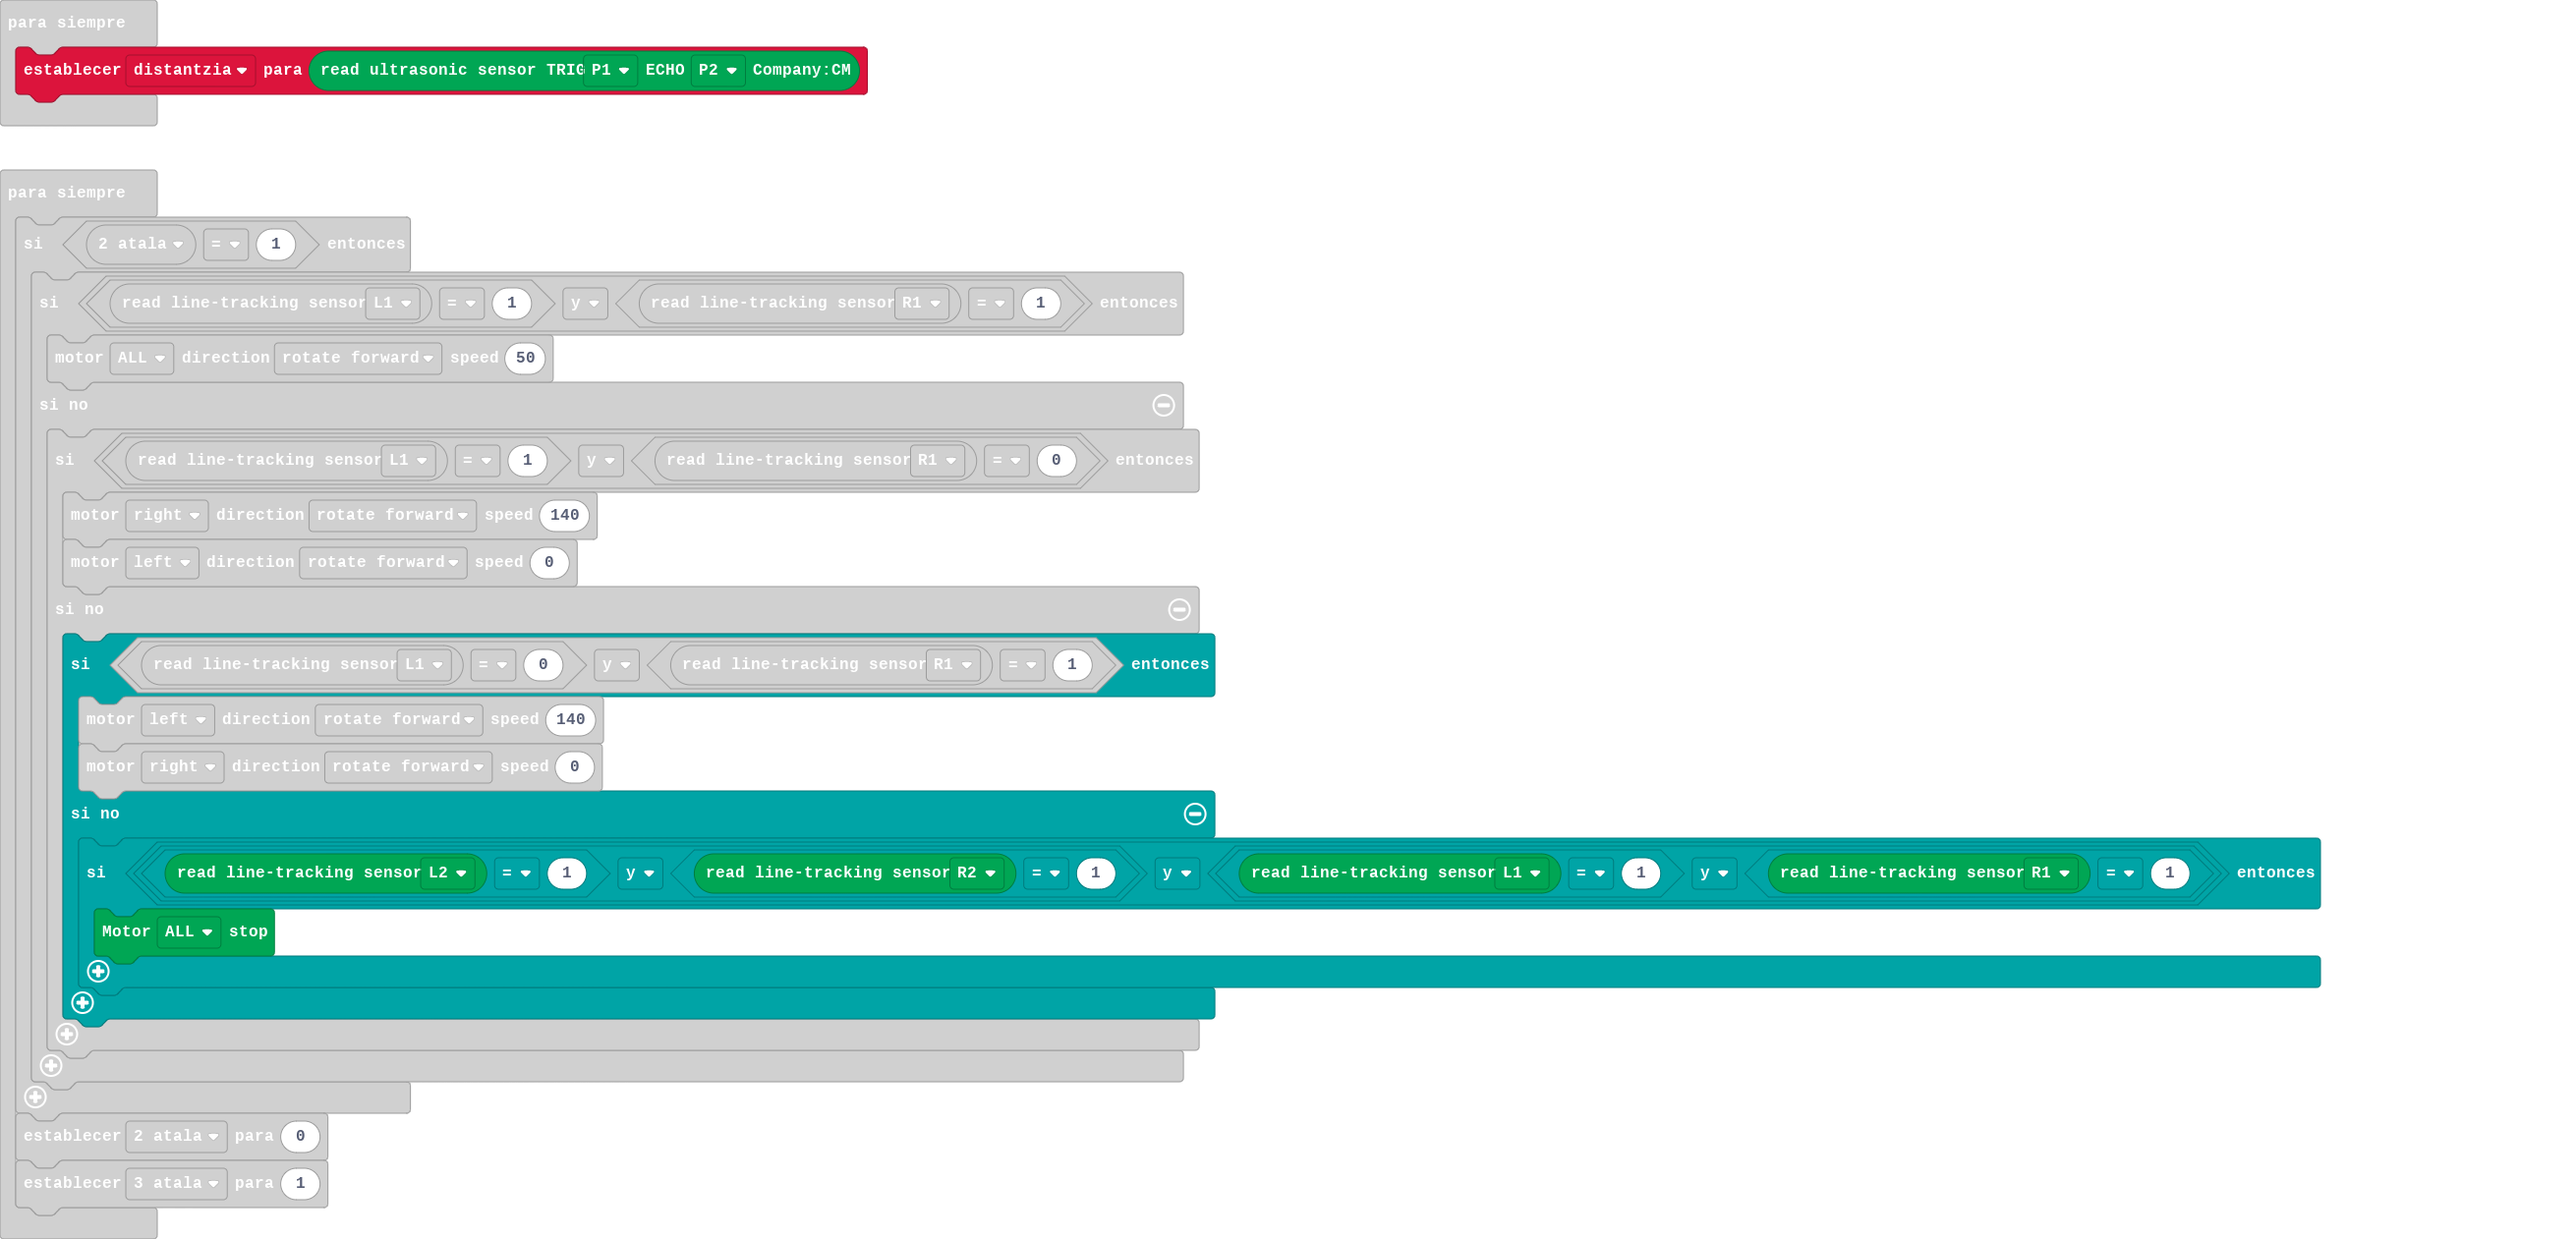 para siempre
establecer distantzia para read ultrasonic sensor TRIG P1 ECHO P2 Company:CM
para siempre
si 2 atala = 1 entonces
si read line-tracking sensor L1 = 1 y read line-tracking sensor R1 = 1 entonces
motor ALL direction rotate forward speed 50
si no
si read line-tracking sensor L1 = 1 y read line-tracking sensor R1 = 0 entonces
motor right direction rotate forward speed 140
motor left direction rotate forward speed 0
si no
si read line-tracking sensor L1 = 0 y read line-tracking sensor R1 = 1 entonces
motor left direction rotate forward speed 140
motor right direction rotate forward speed 0
si no
si read line-tracking sensor L2 = 1 y read line-tracking sensor R2 = 1 y read line-tracking sensor L1 = 1 y read line-tracking sensor R1 = 1 entonces
Motor ALL stop
establecer 2 atala para 0
establecer 3 atala para 1